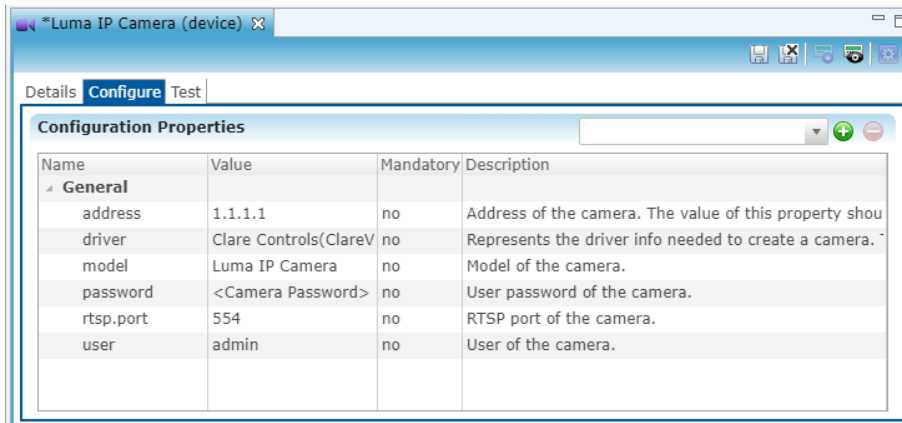 *Luma IP Camera (device)
Details Configure Test
Configuration Properties
Name Value Mandatory Description
General
address 1.1.1.1 no Address of the camera. The value of this property shou
driver Clare Controls(ClareV no Represents the driver info needed to create a camera.
model Luma IP Camera no Model of the camera.
password <Camera Password> no User password of the camera.
rtsp.port 554 no RTSP port of the camera.
user admin no User of the camera.